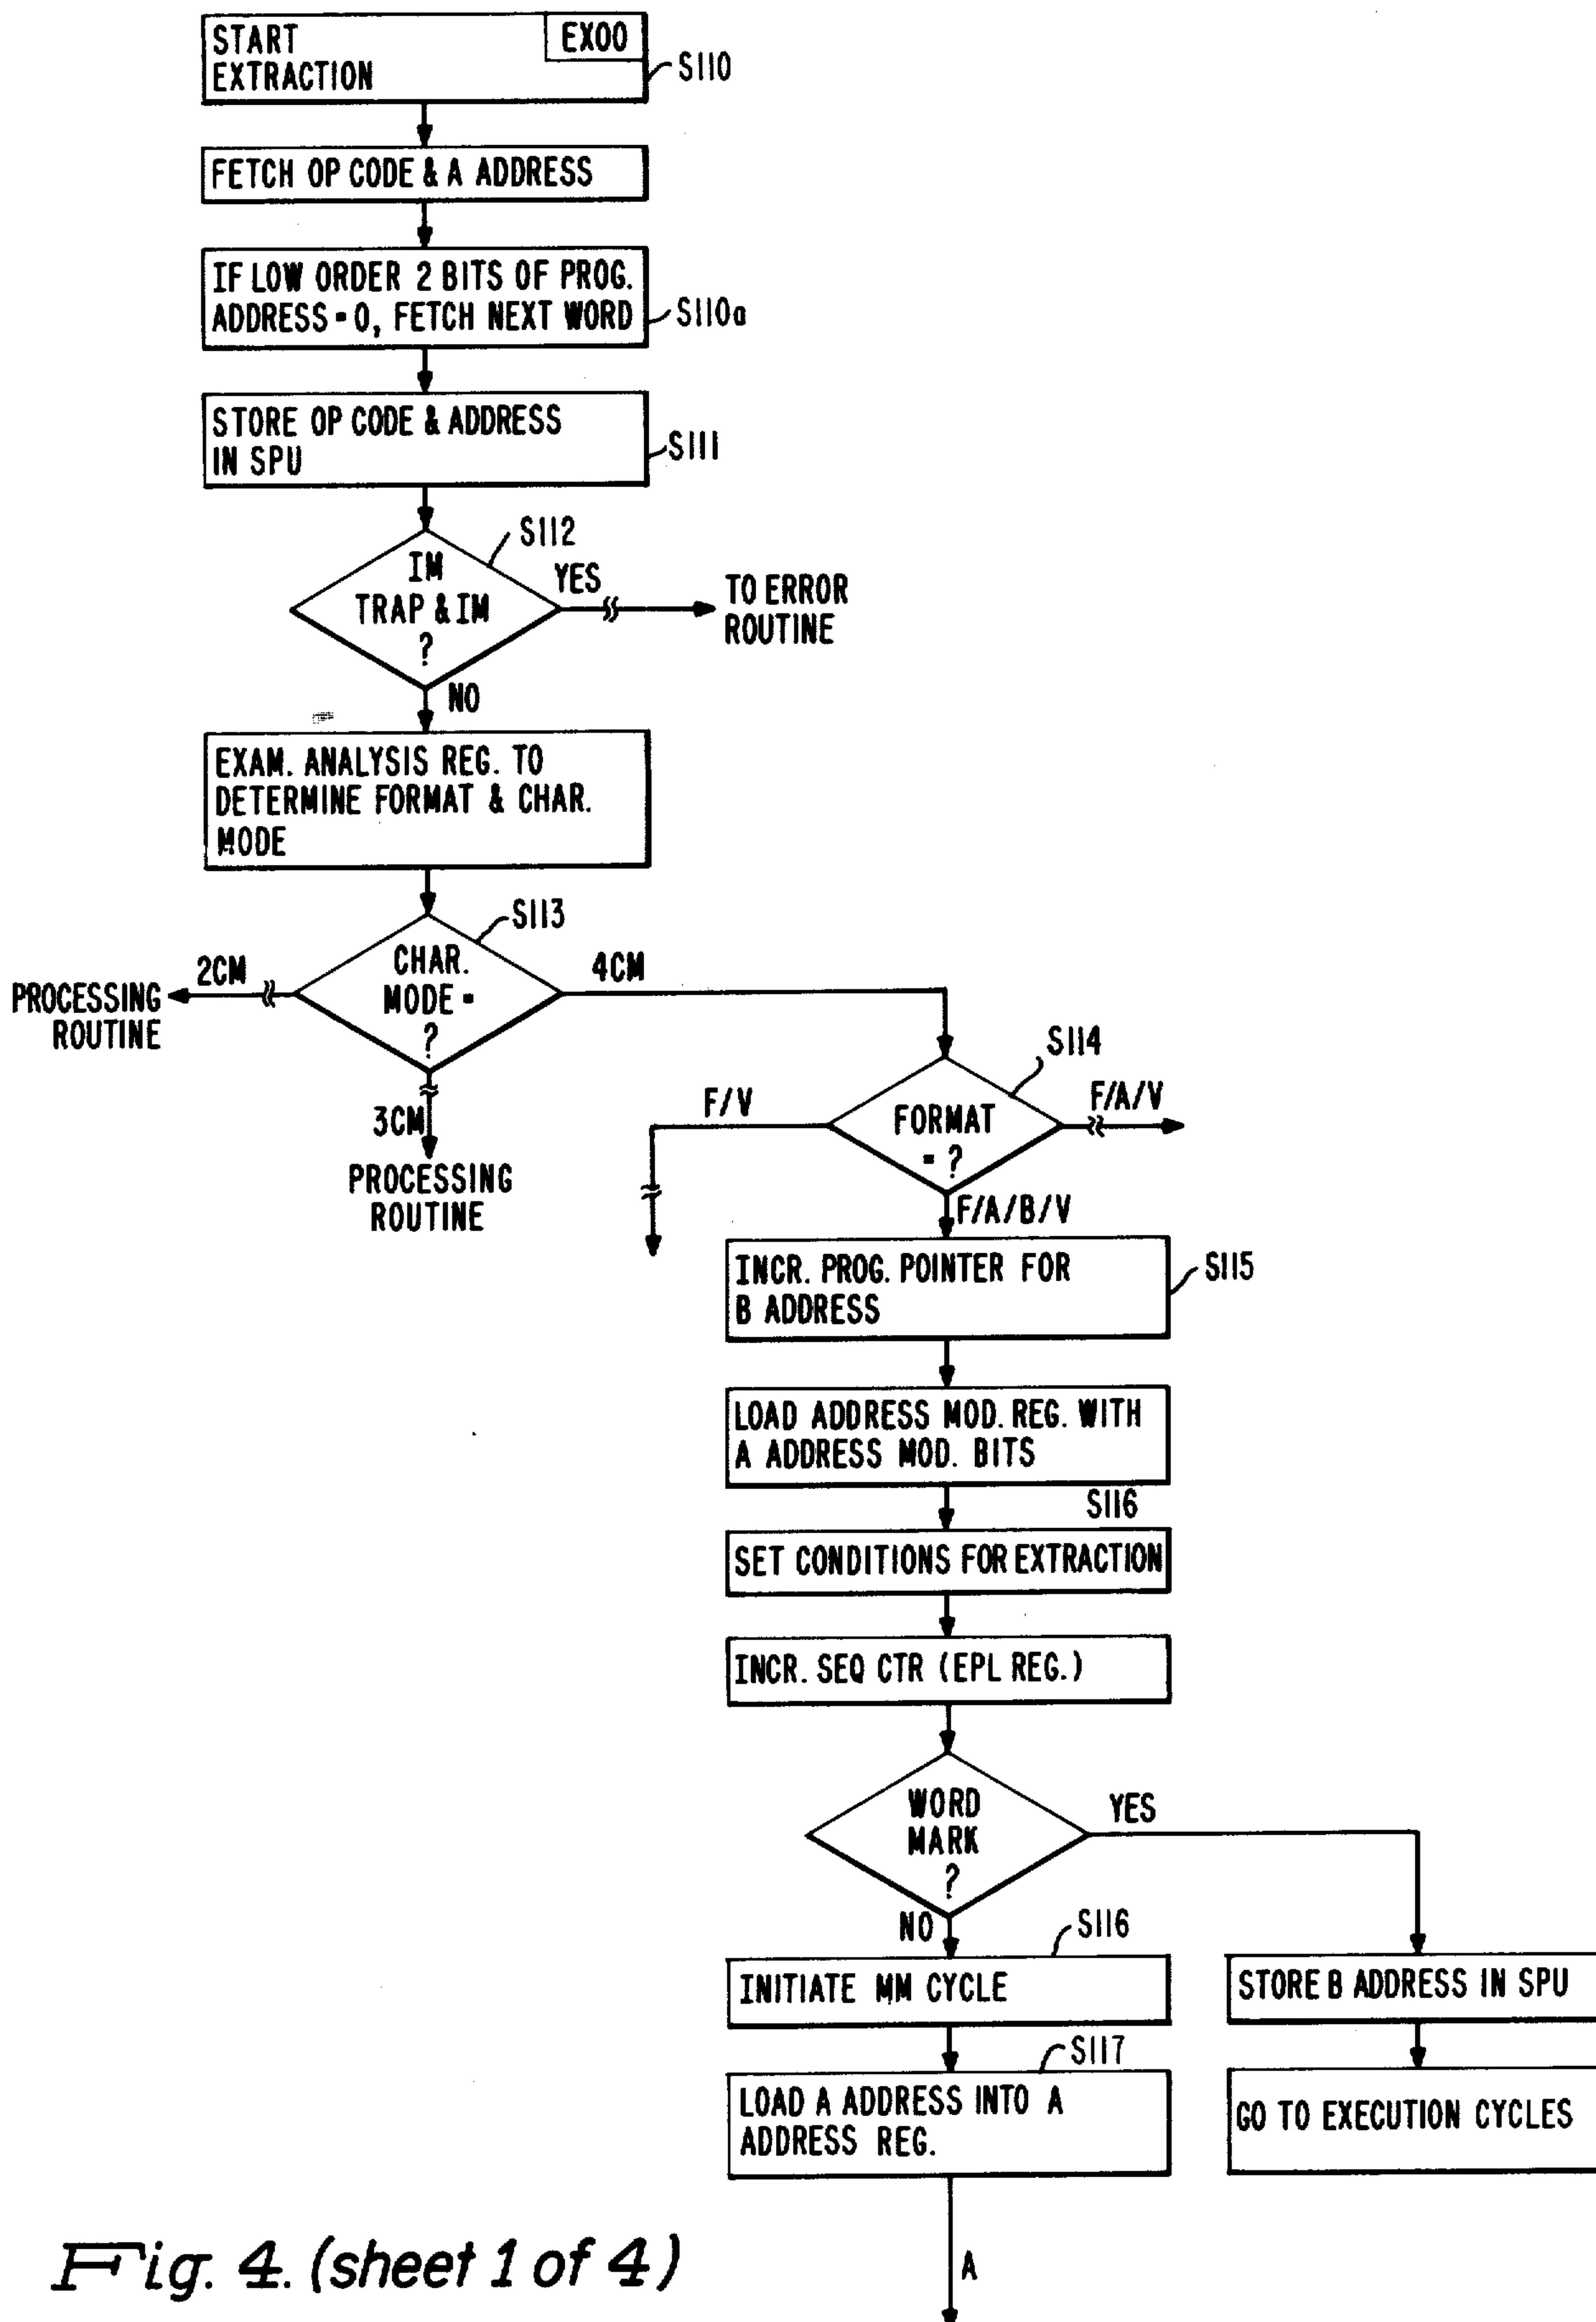 START
EXTRACTION
EX00
S110
FETCH OP CODE & A ADDRESS
IF LOW ORDER 2 BITS OF PROG.
ADDRESS = 0, FETCH NEXT WORD
S110a
STORE OP CODE & ADDRESS
IN SPU
S111
S112
IM
TRAP & IM
?
YES
TO ERROR
ROUTINE
NO
EXAM. ANALYSIS REG. TO
DETERMINE FORMAT & CHAR.
MODE
S113
CHAR.
MODE =
?
2CM
PROCESSING
ROUTINE
4CM
3CM
PROCESSING
ROUTINE
S114
FORMAT
= ?
F/V
F/A/V
F/A/B/V
INCR. PROG. POINTER FOR
B ADDRESS
S115
LOAD ADDRESS MOD. REG. WITH
A ADDRESS MOD. BITS
S116
SET CONDITIONS FOR EXTRACTION
INCR. SEQ CTR (EPL REG.)
WORD
MARK
?
YES
NO
S116
INITIATE MM CYCLE
STORE B ADDRESS IN SPU
S117
LOAD A ADDRESS INTO A
ADDRESS REG.
GO TO EXECUTION CYCLES
A
Fig. 4. (sheet 1 of 4)